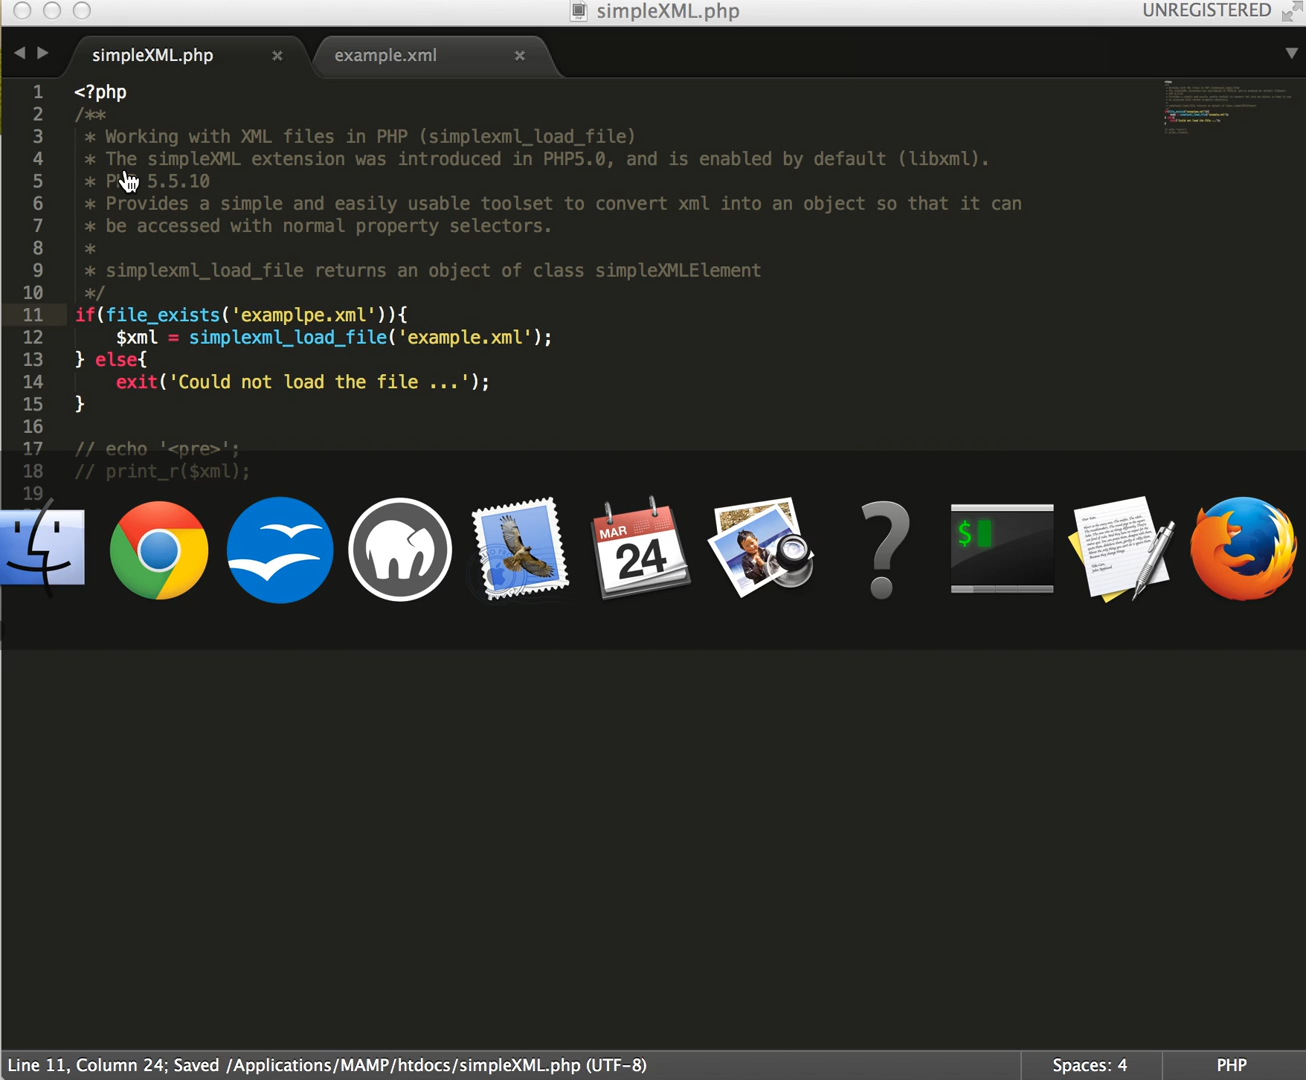 simpleXML.php
UNREGISTERED
simpleXML.php
example.xml
1 <?php
2 /**
3 * Working with XML files in PHP (simplexml_load_file)
4 * The simpleXML extension was introduced in PHP5.0, and is enabled by default (libxml).
5 * PHP 5.5.10
6 * Provides a simple and easily usable toolset to convert xml into an object so that it can
7 * be accessed with normal property selectors.
8 *
9 * simplexml_load_file returns an object of class simpleXMLElement
10 */
11 if(file_exists('examplpe.xml')){
12 $xml = simplexml_load_file('example.xml');
13 } else{
14 exit('Could not load the file ...');
15 }
16
17 // echo '<pre>';
18 // print_r($xml);
19
MAR
24
?
$
Line 11, Column 24; Saved /Applications/MAMP/htdocs/simpleXML.php (UTF-8)
Spaces: 4
PHP